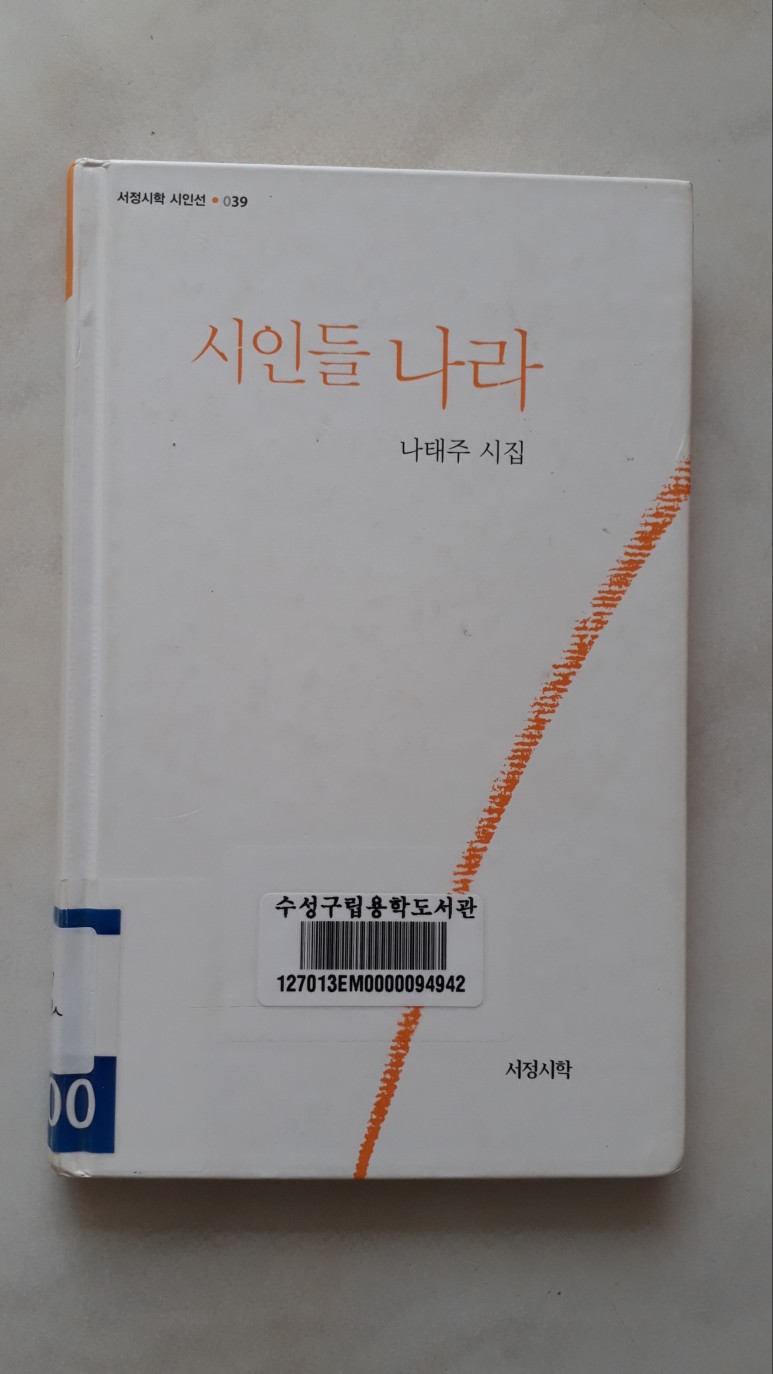 서정시학 시인선 • 039
시인들 나라
나태주 시집
수성구립용학도서관
127013EM0000094942
서정시학
00